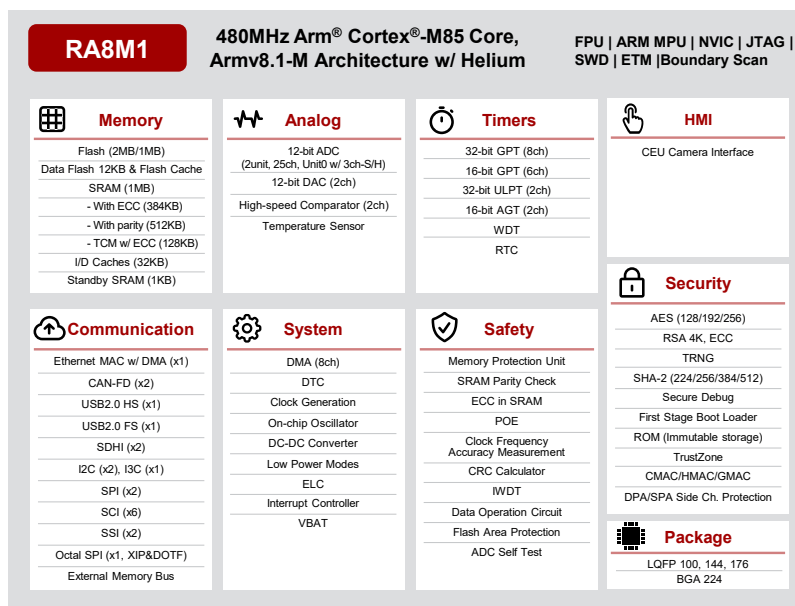 RA8M1
480MHz Arm® Cortex®-M85 Core,
Armv8.1-M Architecture w/ Helium
FPU | ARM MPU | NVIC | JTAG |
SWD | ETM |Boundary Scan
Memory
Flash (2MB/1MB)
Data Flash 12KB & Flash Cache
SRAM (1MB)
- With ECC (384KB)
- With parity (512KB)
- TCM w/ ECC (128KB)
I/D Caches (32KB)
Standby SRAM (1KB)
Analog
12-bit ADC
(2unit, 25ch, Unit0 w/ 3ch-S/H)
12-bit DAC (2ch)
High-speed Comparator (2ch)
Temperature Sensor
Timers
32-bit GPT (8ch)
16-bit GPT (6ch)
32-bit ULPT (2ch)
16-bit AGT (2ch)
WDT
RTC
HMI
CEU Camera Interface
Communication
Ethernet MAC w/ DMA (x1)
CAN-FD (x2)
USB2.0 HS (x1)
USB2.0 FS (x1)
SDHI (x2)
I2C (x2), I3C (x1)
SPI (x2)
SCI (x6)
SSI (x2)
Octal SPI (x1, XIP&DOTF)
External Memory Bus
System
DMA (8ch)
DTC
Clock Generation
On-chip Oscillator
DC-DC Converter
Low Power Modes
ELC
Interrupt Controller
VBAT
Safety
Memory Protection Unit
SRAM Parity Check
ECC in SRAM
POE
Clock Frequency
Accuracy Measurement
CRC Calculator
IWDT
Data Operation Circuit
Flash Area Protection
ADC Self Test
Security
AES (128/192/256)
RSA 4K, ECC
TRNG
SHA-2 (224/256/384/512)
Secure Debug
First Stage Boot Loader
ROM (Immutable storage)
TrustZone
CMAC/HMAC/GMAC
DPA/SPA Side Ch. Protection
Package
LQFP 100, 144, 176
BGA 224